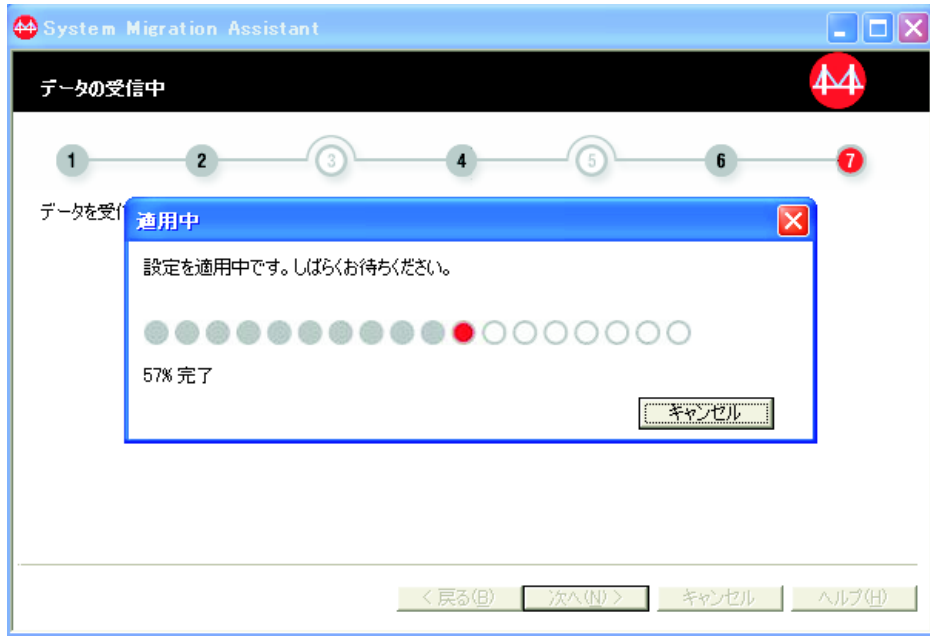 System Migration Assistant
データの受信中
1 2 3 4 5 6 7
データを受信
適用中
設定を適用中です。しばらくお待ちください。
57% 完了
キャンセル
< 戻る(B) 次へ(N) > キャンセル ヘルプ(H)